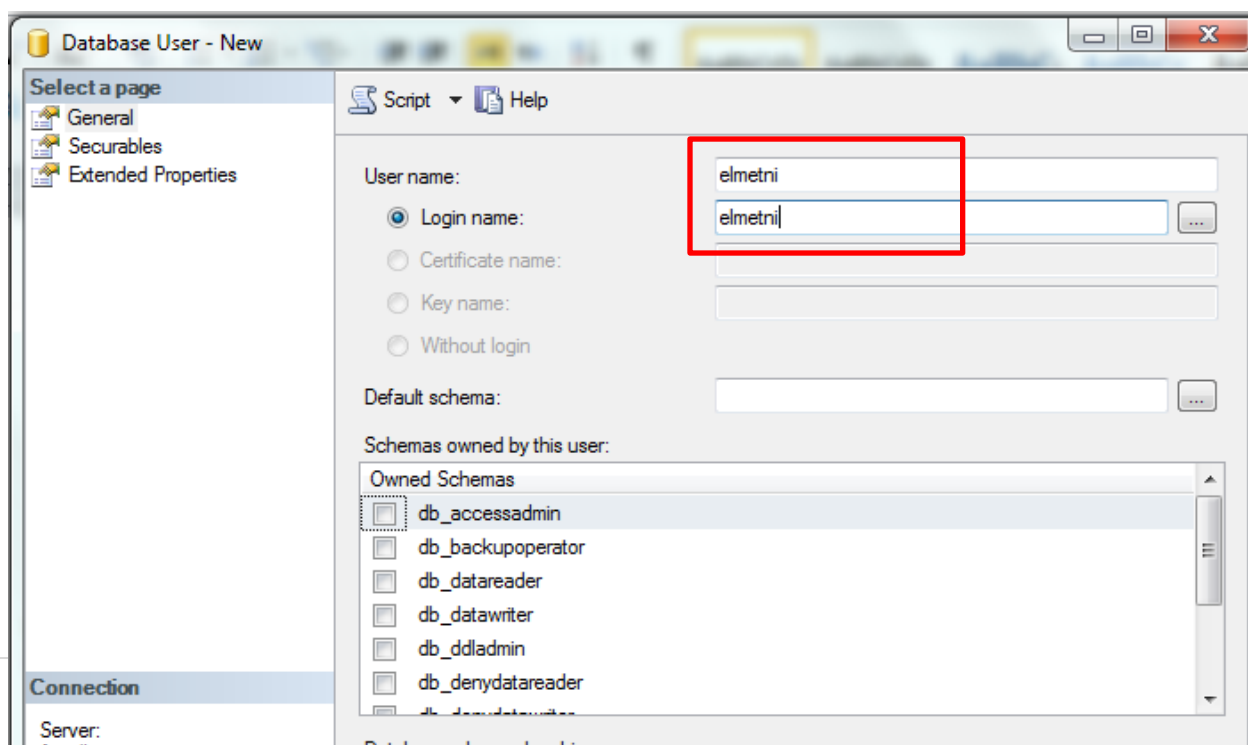 Database User - New
Select a page
General
Securables
Extended Properties
Script Help
User name: elmetni
Login name: elmetni ...
Certificate name:
Key name:
Without login
Default schema: ...
Schemas owned by this user:
Owned Schemas
db_accessadmin
db_backupoperator
db_datareader
db_datawriter
db_ddladmin
db_denydatareader
Connection
Server: